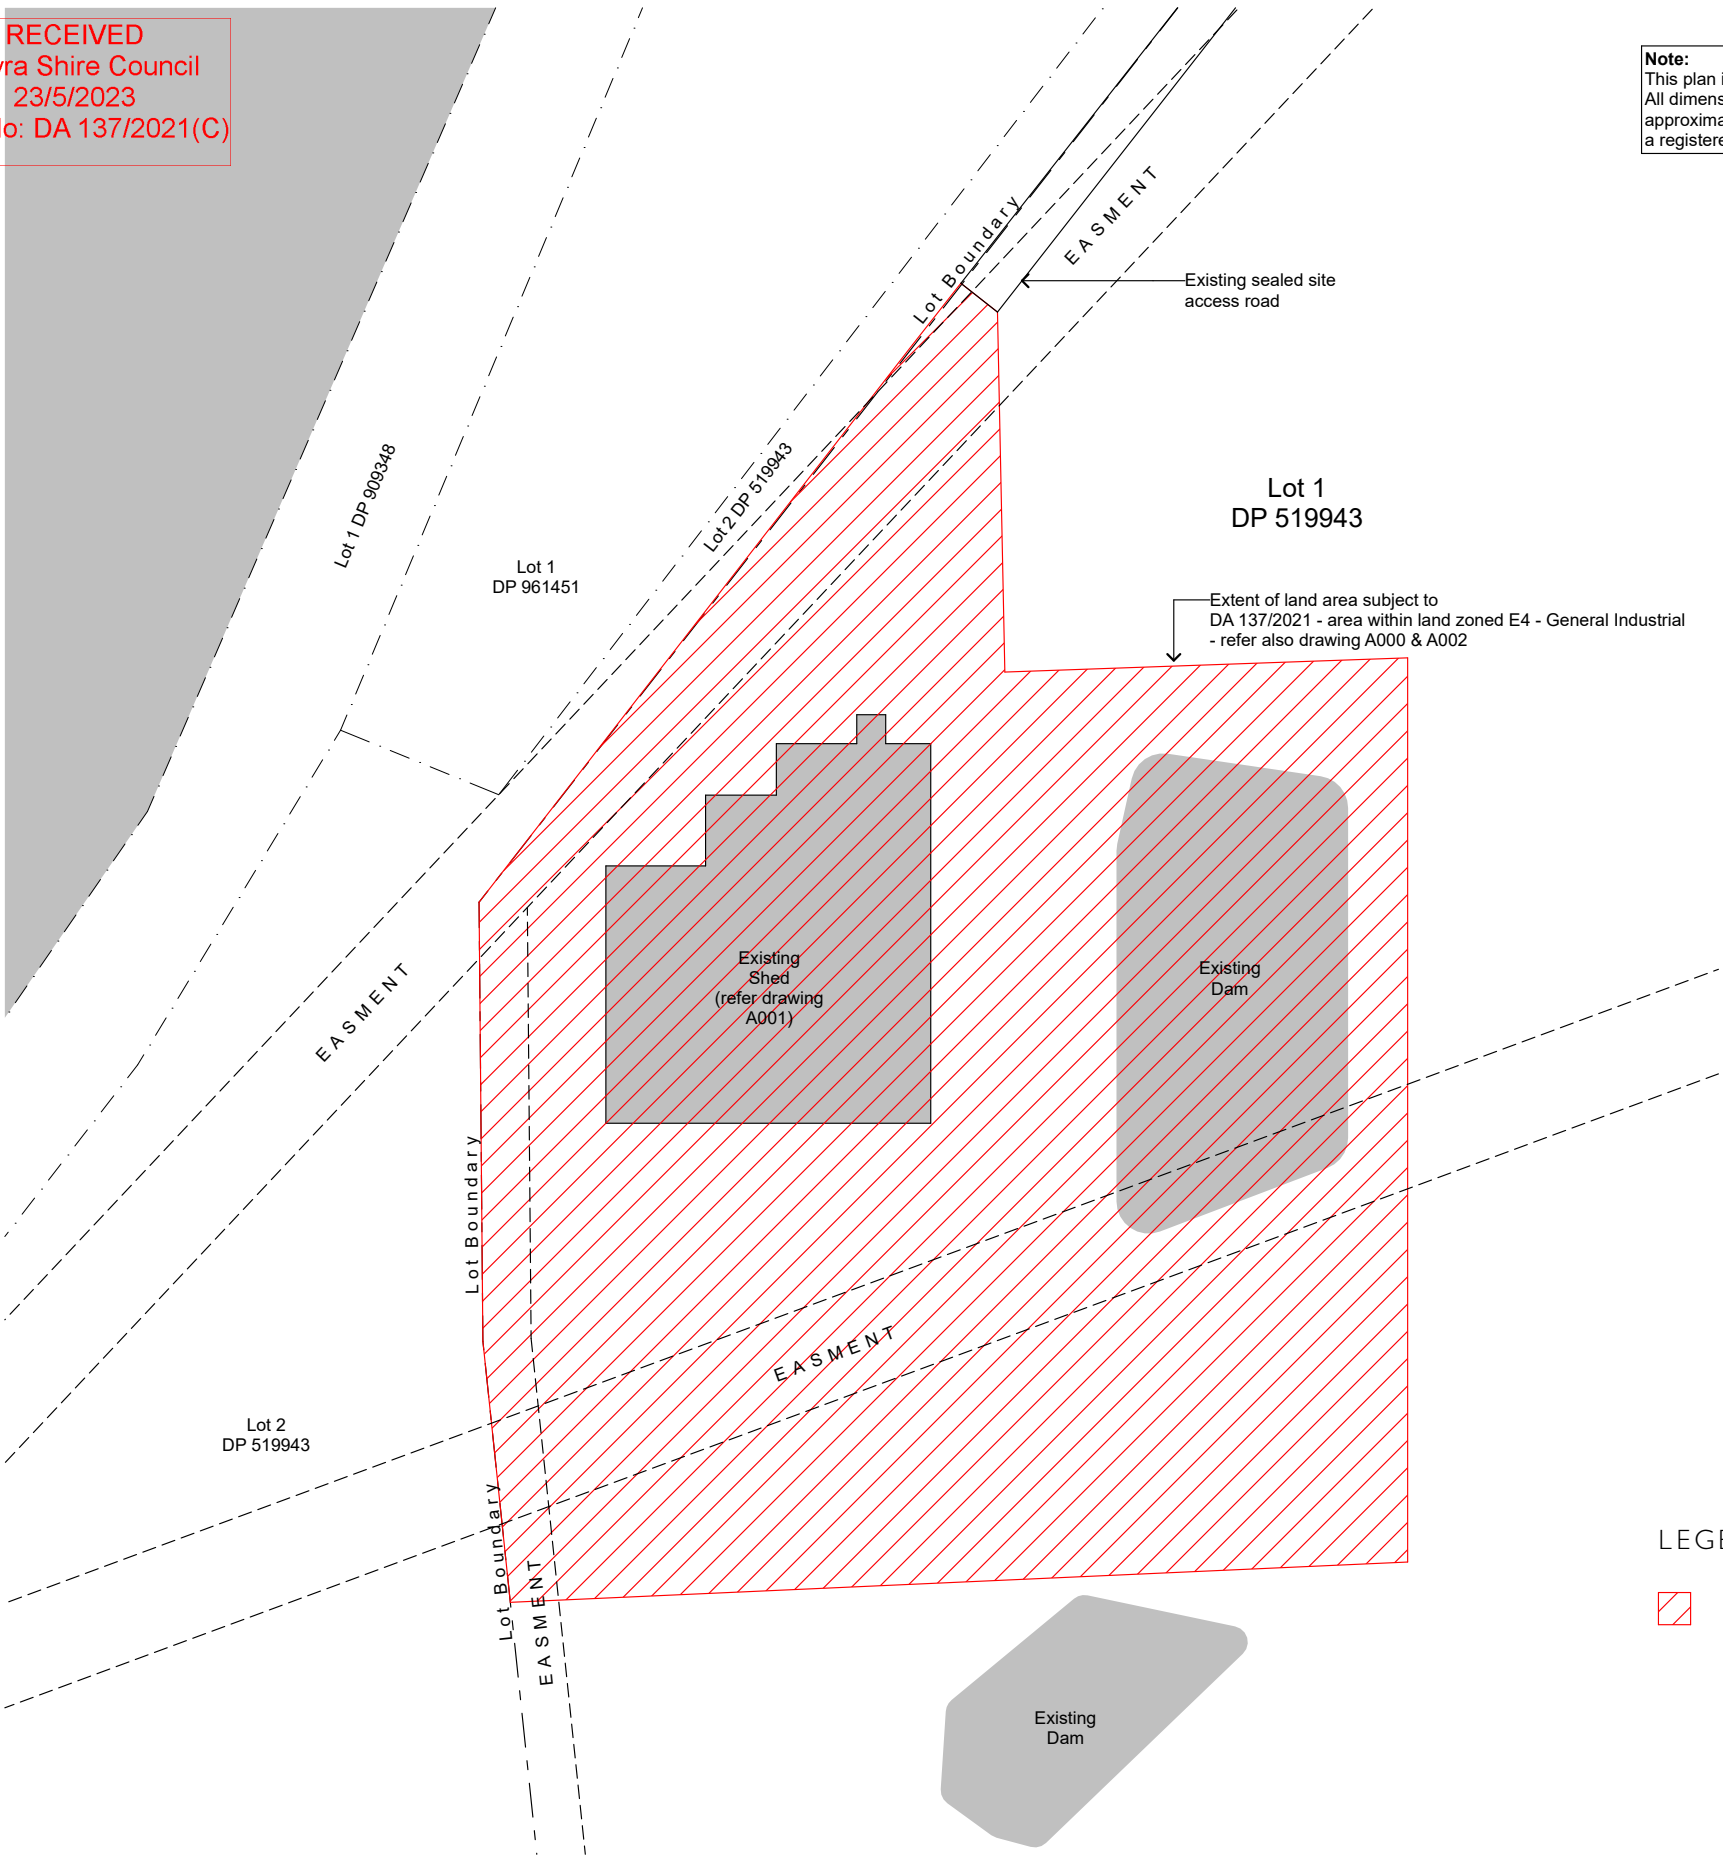 RECEIVED
Shire Council
23/5/2023
DA 137/2021(C)
Note:
This plan
All dimens
approxima
a registere
EASMENT
Lot Boundary
Existing sealed site
access road
Lot 1 DP 909348
Lot 2 DP 519943
Lot 1
DP 519943
Lot 1
DP 961451
Extent of land area subject to
DA 137/2021 - area within land zoned E4 - General Industrial
- refer also drawing A000 & A002
Existing
Shed
(refer drawing
A001)
Existing
Dam
EASMENT
Lot Boundary
EASMENT
Lot 2
DP 519943
Lot Boundary
EASMENT
LEGE
Existing
Dam